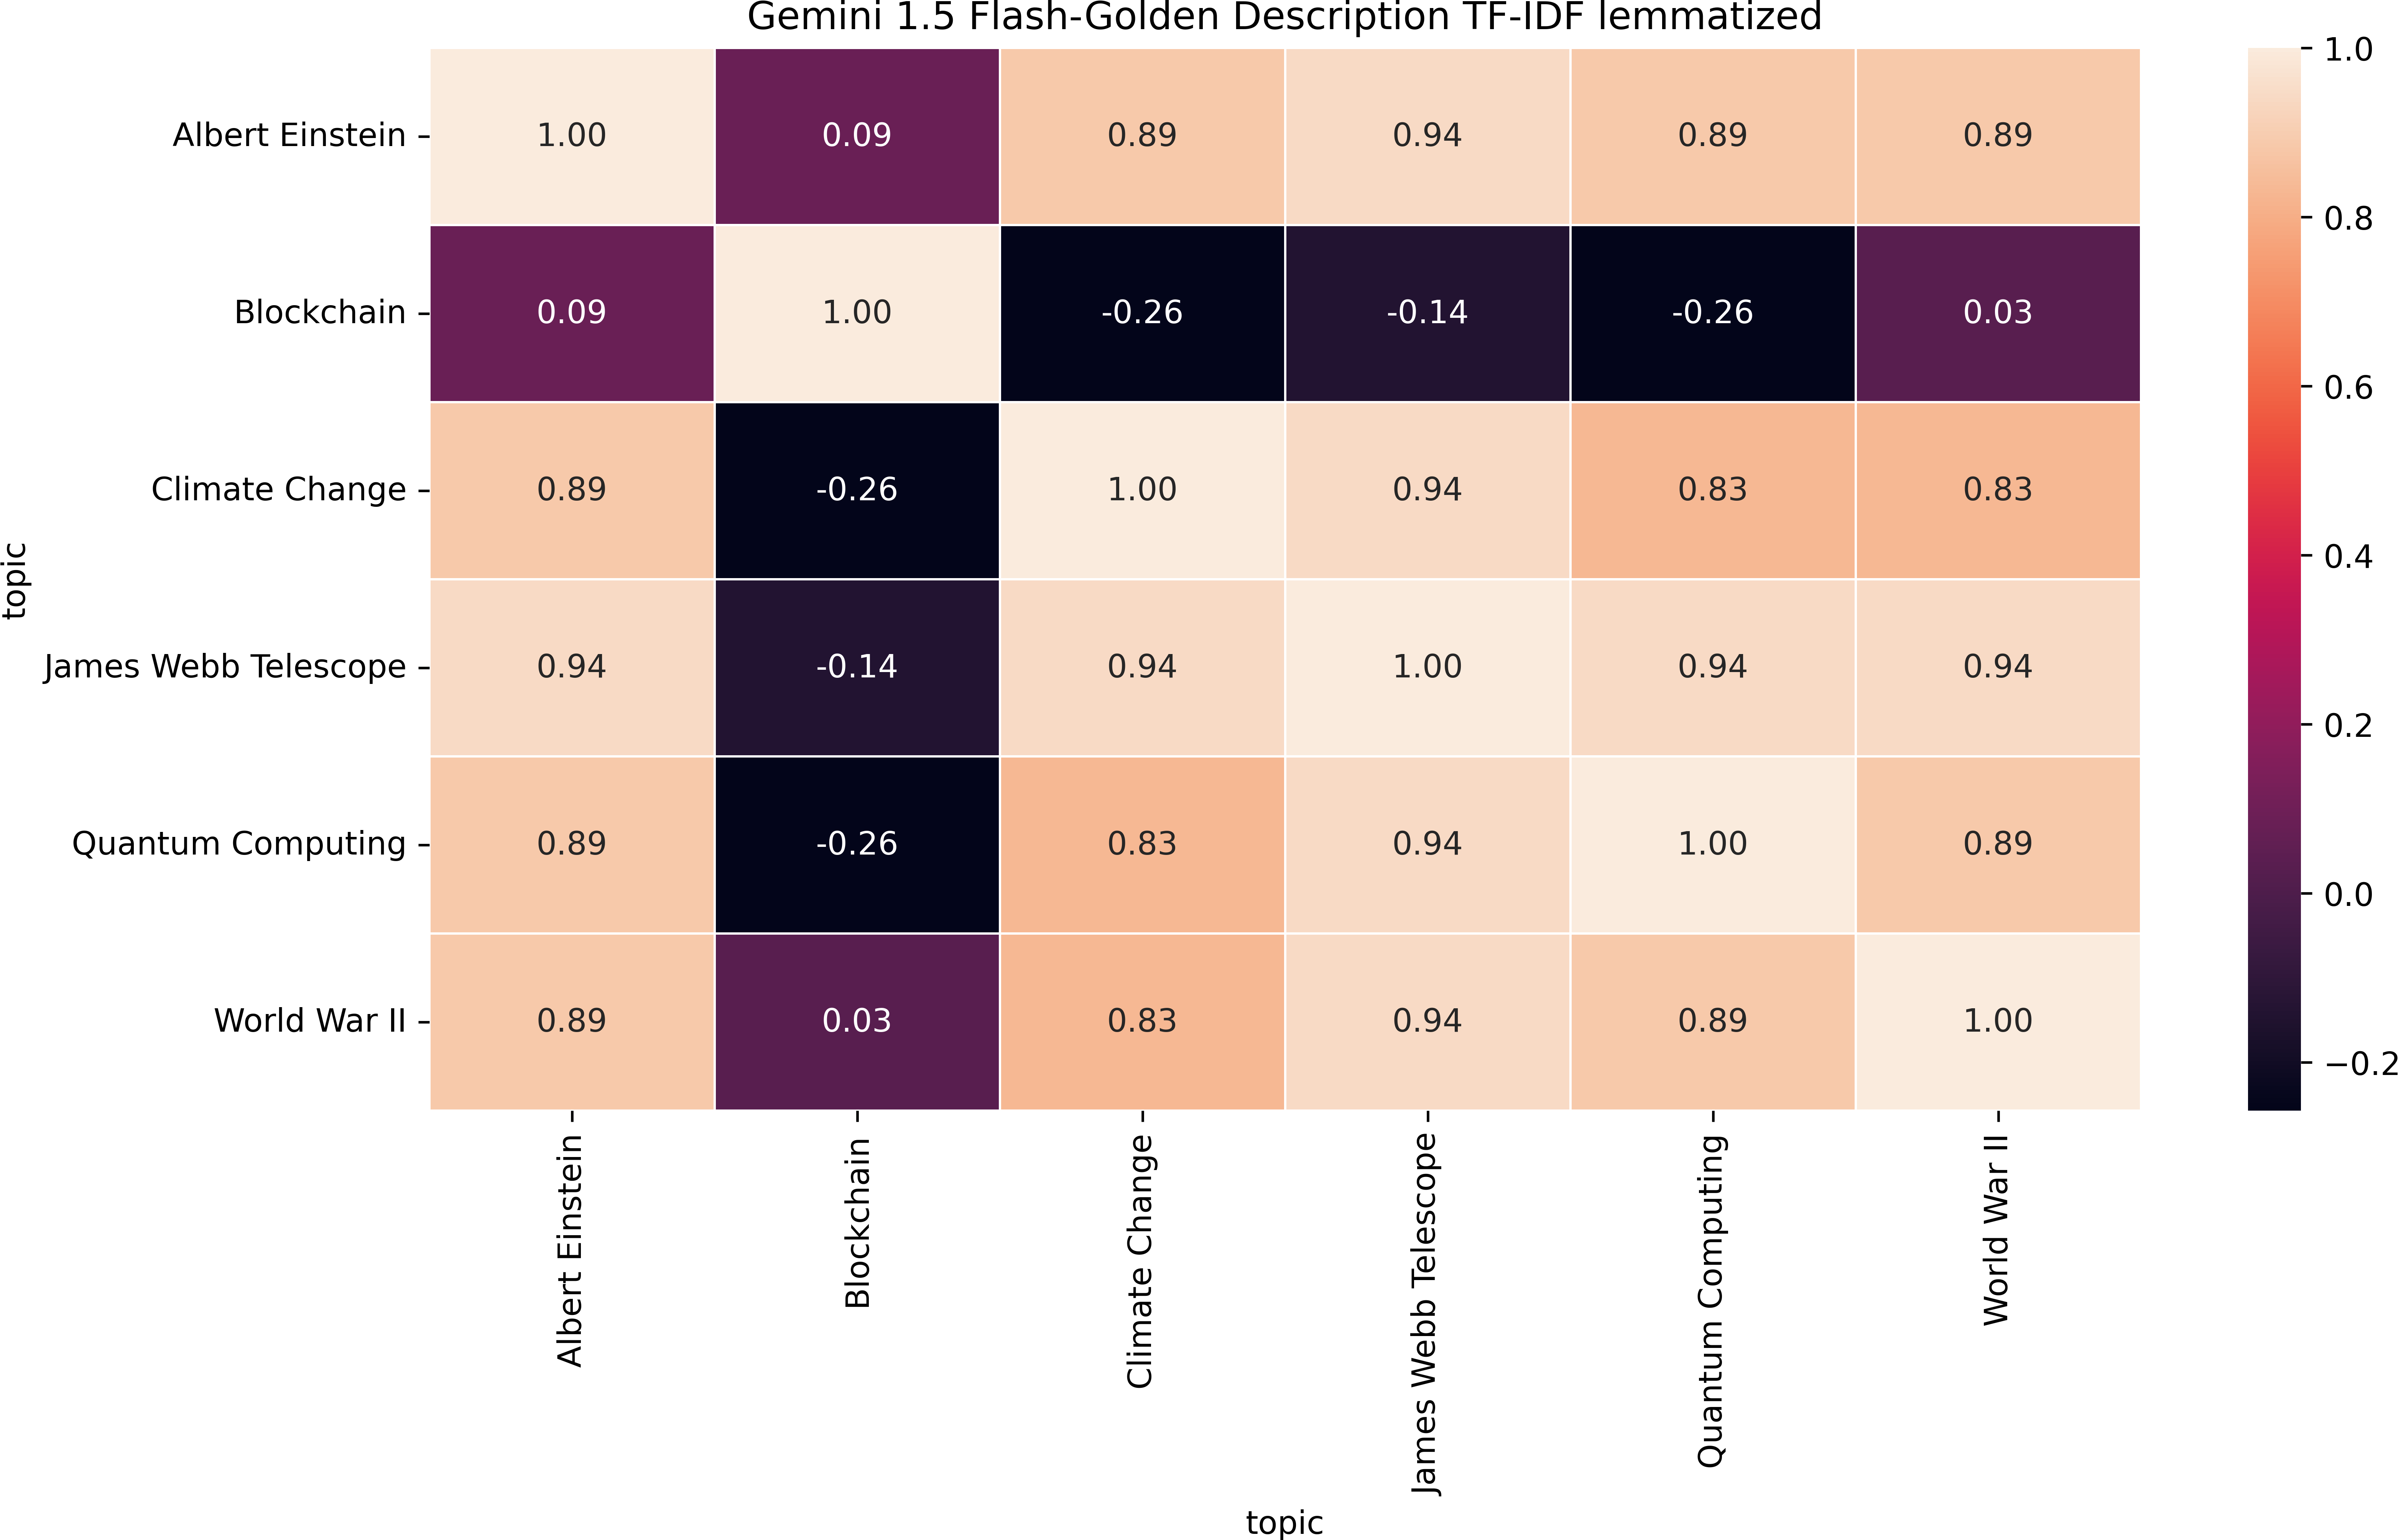 Gemini 1.5 Flash-Golden Description TF-IDF lemmatized
topic
Albert Einstein 1.00 0.09 0.89 0.94 0.89 0.89
Blockchain 0.09 1.00 -0.26 -0.14 -0.26 0.03
Climate Change 0.89 -0.26 1.00 0.94 0.83 0.83
James Webb Telescope 0.94 -0.14 0.94 1.00 0.94 0.94
Quantum Computing 0.89 -0.26 0.83 0.94 1.00 0.89
World War II 0.89 0.03 0.83 0.94 0.89 1.00
Albert Einstein
Blockchain
Climate Change
James Webb Telescope
Quantum Computing
World War II
topic
1.0
0.8
0.6
0.4
0.2
0.0
−0.2